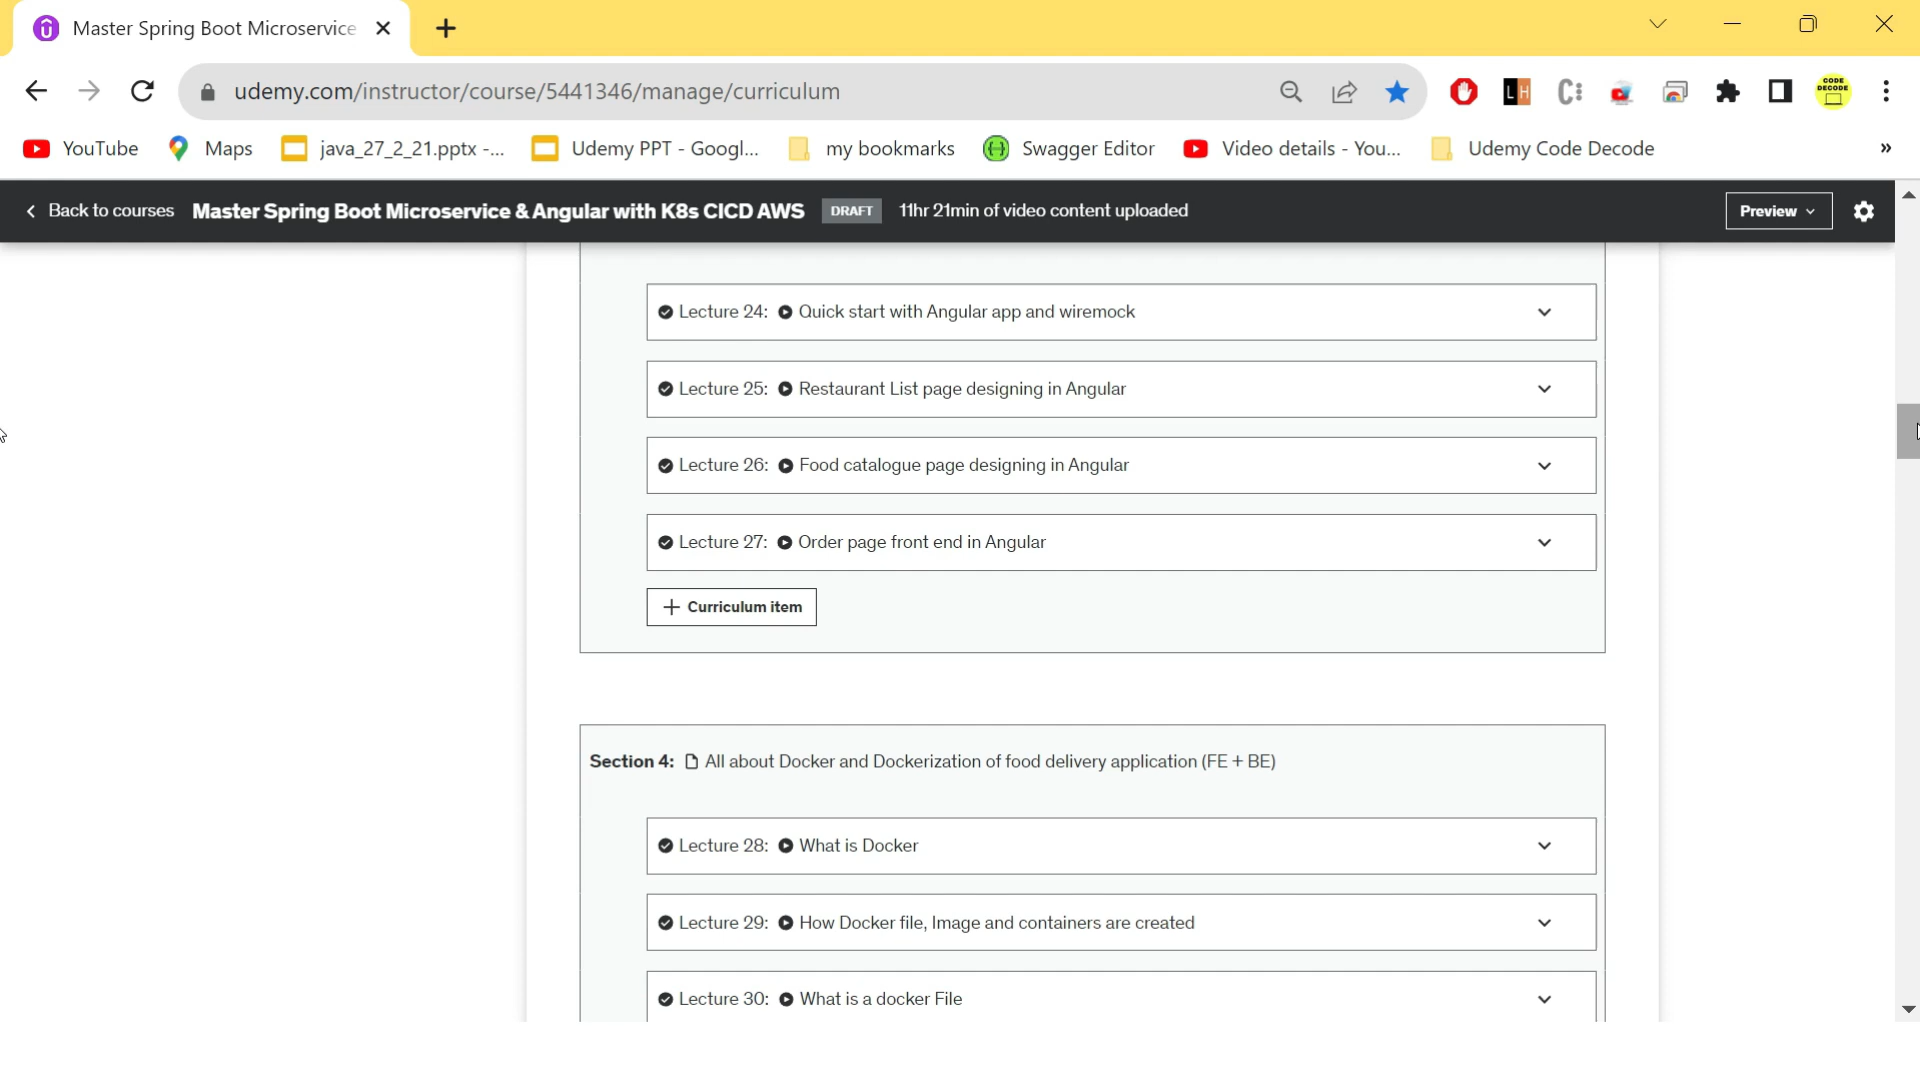 Master Spring Boot Microservice
udemy.com/instructor/course/5441346/manage/curriculum
LH
C:
CODE DECODE
YouTube
Maps
java_27_2_21.pptx -...
Udemy PPT - Googl...
my bookmarks
Swagger Editor
Video details - You...
Udemy Code Decode
»
Back to courses Master Spring Boot Microservice & Angular with K8s CICD AWS DRAFT 11hr 21min of video content uploaded Preview
Lecture 24: Quick start with Angular app and wiremock
Lecture 25: Restaurant List page designing in Angular
Lecture 26: Food catalogue page designing in Angular
Lecture 27: Order page front end in Angular
+ Curriculum item
Section 4: All about Docker and Dockerization of food delivery application (FE + BE)
Lecture 28: What is Docker
Lecture 29: How Docker file, Image and containers are created
Lecture 30: What is a docker File